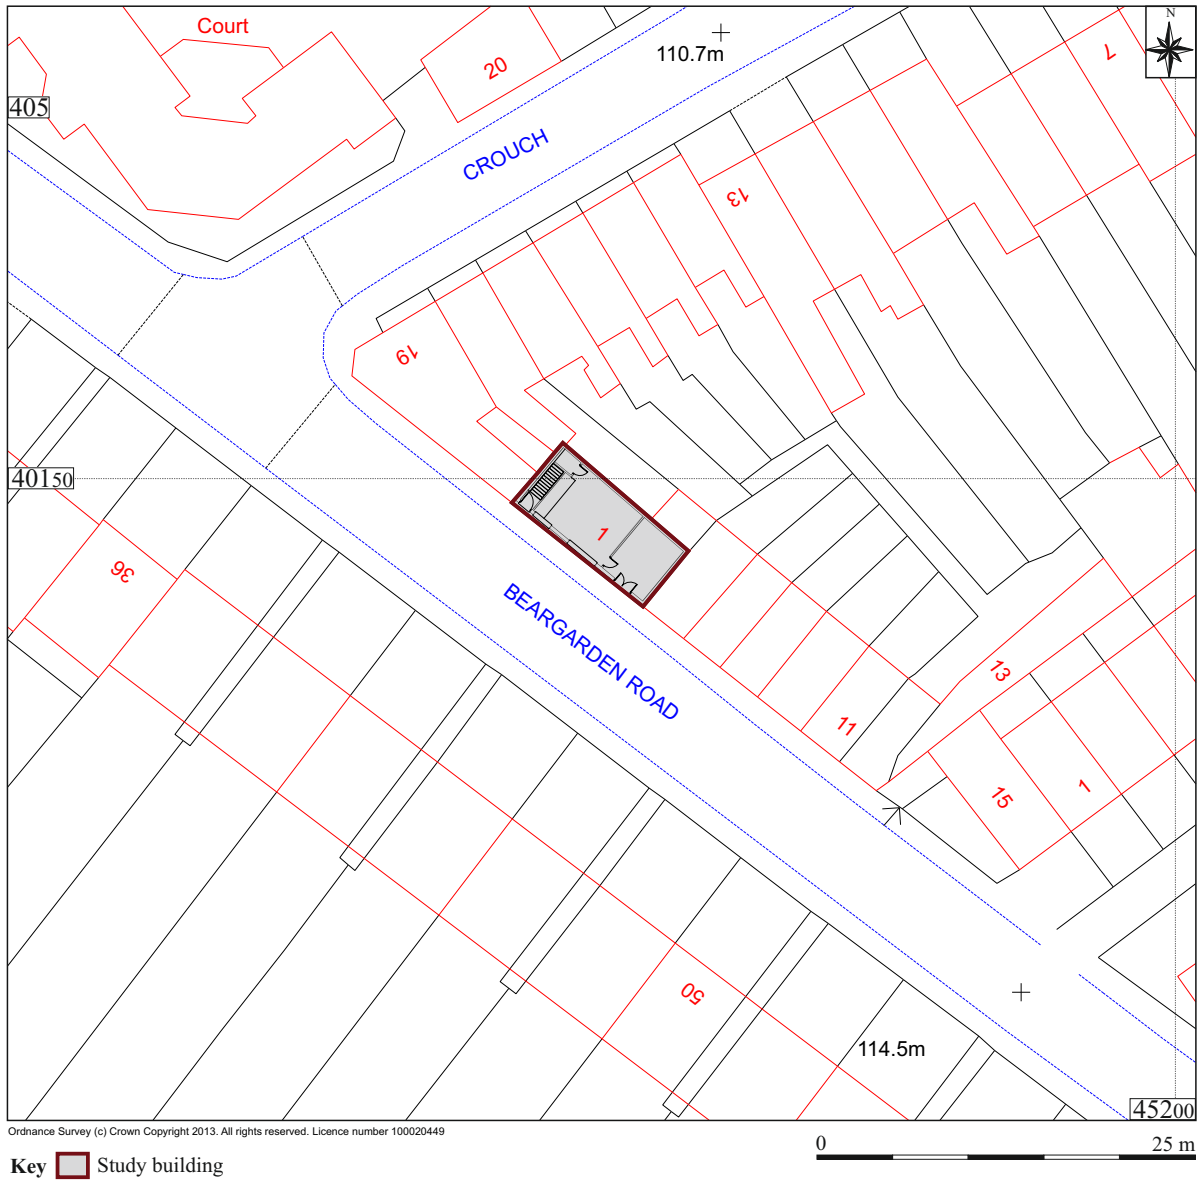 Court
20
110.7m
N
7
405
CROUCH
13
19
40150
1
36
BEARGARDEN ROAD
13
11
15
1
50
114.5m
45200
Ordnance Survey (c) Crown Copyright 2013. All rights reserved. Licence number 100020449
0 25 m
Key Study building